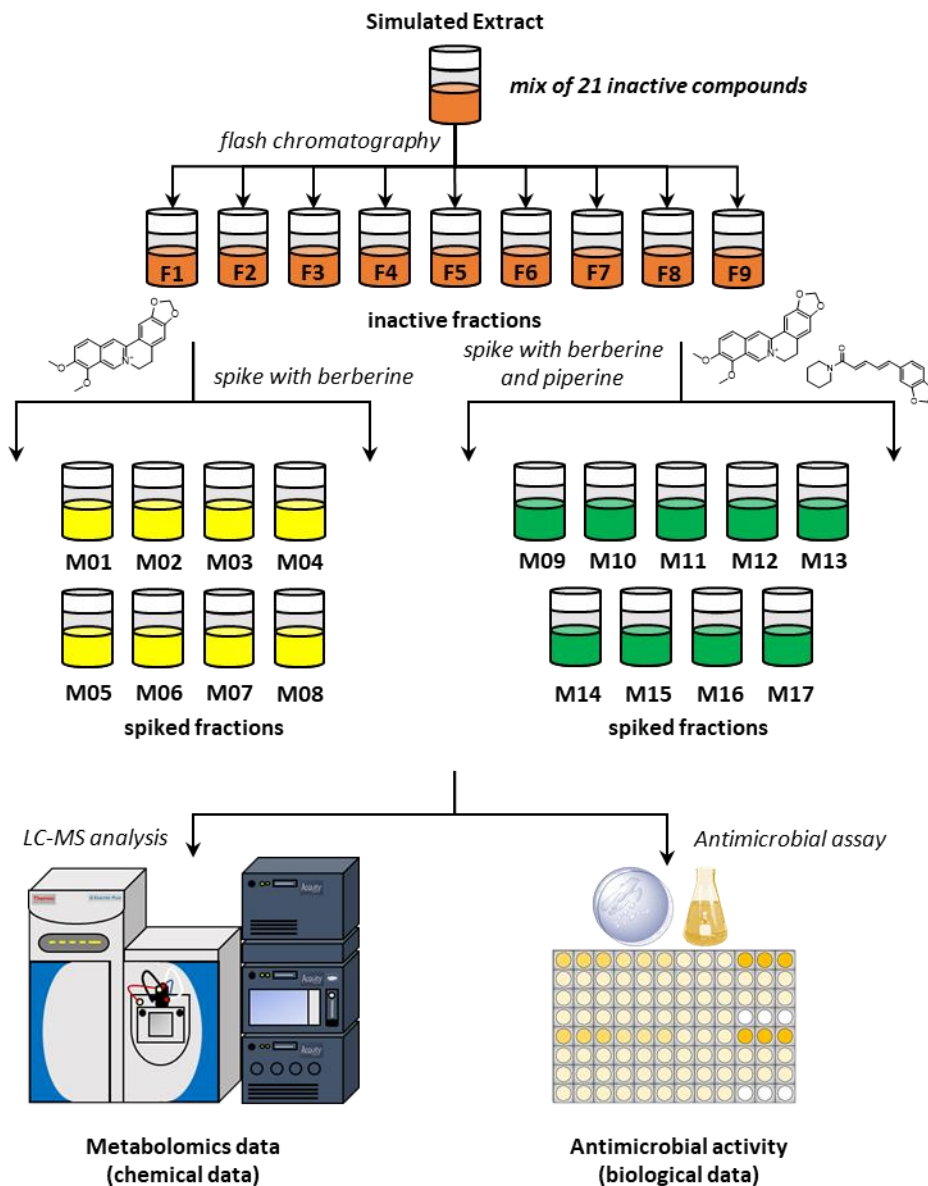 Simulated Extract
mix of 21 inactive compounds
flash chromatography
F1 F2 F3 F4 F5 F6 F7 F8 F9
inactive fractions
spike with berberine
spike with berberine
and piperine
M01 M02 M03 M04
M05 M06 M07 M08
spiked fractions
M09 M10 M11 M12 M13
M14 M15 M16 M17
spiked fractions
LC-MS analysis
Antimicrobial assay
Thermo
Acquity
Acquity
Acquity
Metabolomics data
(chemical data)
Antimicrobial activity
(biological data)